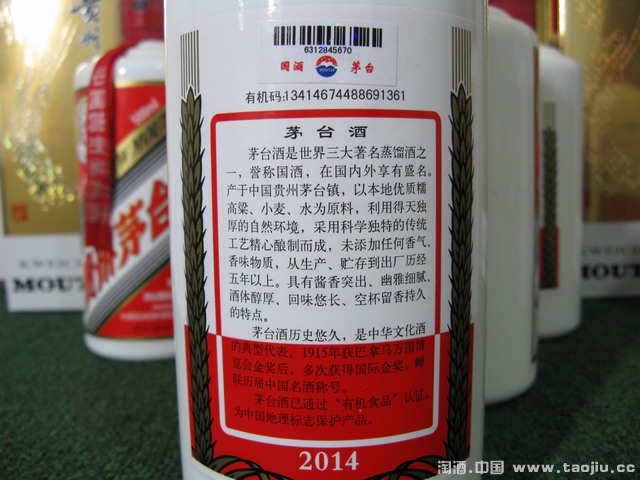 6312845670
国酒 茅台
MOUTAI
有机码:13414674488691361
茅台酒
茅台酒是世界三大著名蒸馏酒之
一，誉称国酒，在国内外享有盛名。
产于中国贵州茅台镇，以本地优质糯
高粱、小麦、水为原料，利用得天独
厚的自然环境，采用科学独特的传统
工艺精心酿制而成，未添加任何香气、
香味物质，从生产、贮存到出厂历经
五年以上。具有酱香突出、幽雅细腻、
酒体醇厚、回味悠长、空杯留香持久
的特点。
茅台酒历史悠久，是中华文化酒
的典型代表。1915年获巴拿马万国博
览会金奖后，多次获得国际金奖，蝉
联历届中国名酒称号。
茅台酒已通过“有机食品”认证，
为中国地理标志保护产品。
2014
茅台
KWEICH
MOUT
MOU
淘酒.中国 www.taojiu.cc